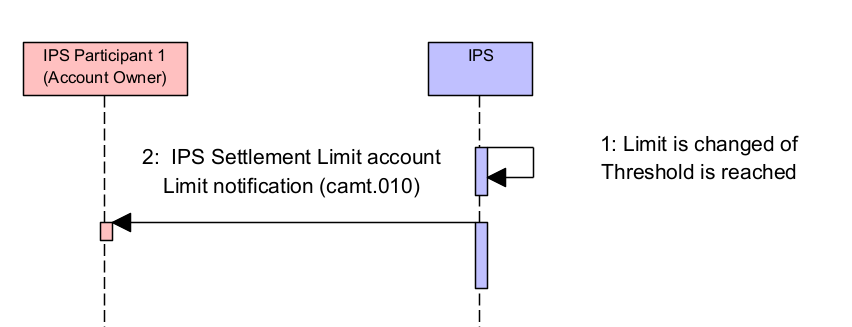 IPS Participant 1
(Account Owner)
IPS
1: Limit is changed of
Threshold is reached
2:  IPS Settlement Limit account
Limit notification (camt.010)